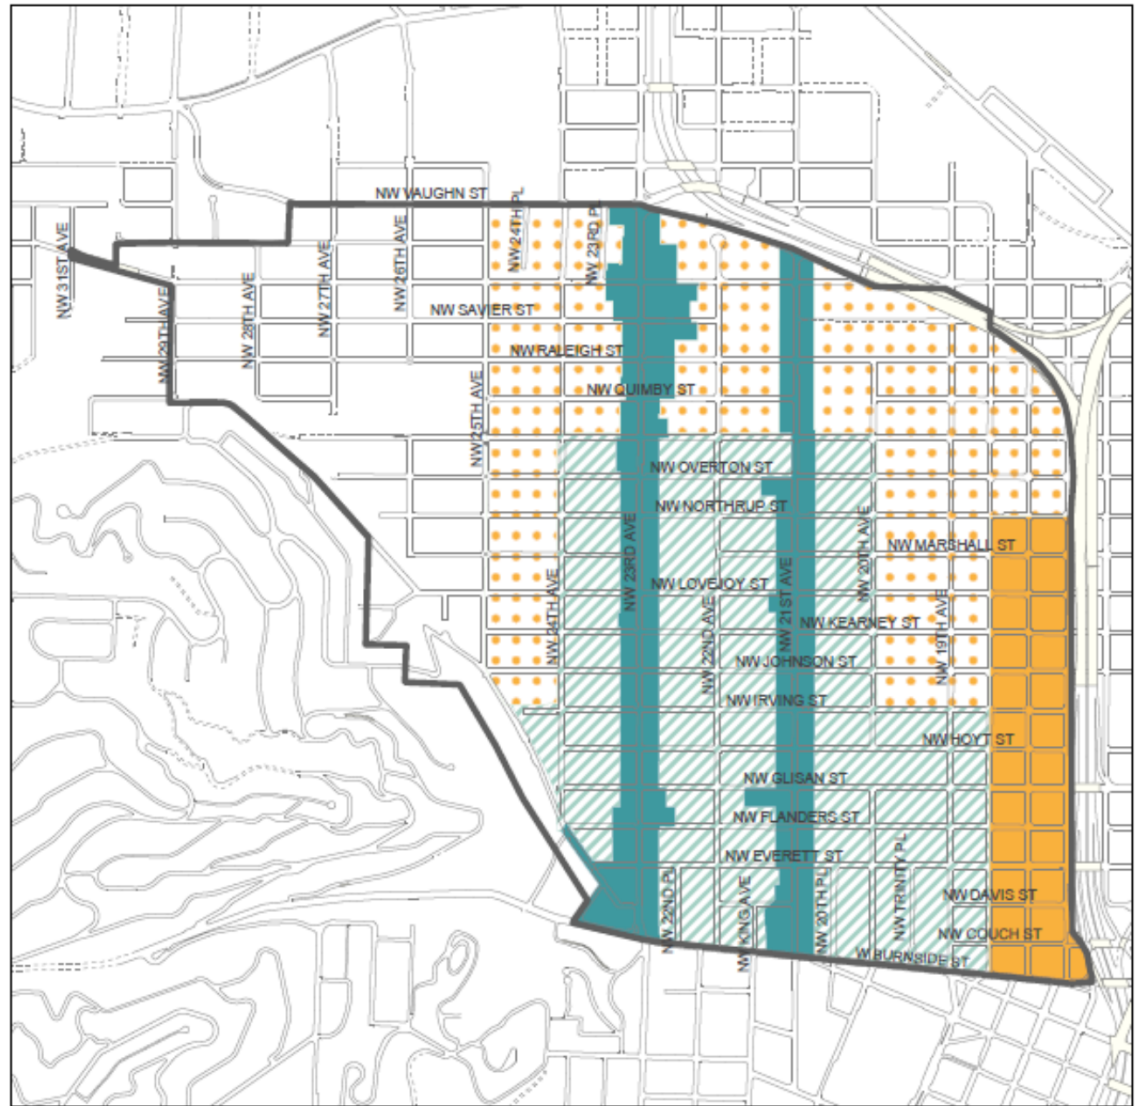 NW VAUGHN ST
NW 24TH PL
NW 23RD PL
NW 31ST AVE
NW 26TH AVE
NW 27TH AVE
NW 28TH AVE
NW 29TH AVE
NW SAVIER ST
NW RALEIGH ST
NW QUIMBY ST
NW 25TH AVE
NW OVERTON ST
NW NORTHRUP ST
NW MARSHALL ST
NW 23RD AVE
NW 20TH AVE
NW LOVEJOY ST
NW 24TH AVE
NW 22ND AVE
NW 21ST AVE
NW KEARNEY ST
NW 19TH AVE
NW JOHNSON ST
NW IRVING ST
NW HOYT ST
NW GLISAN ST
NW FLANDERS ST
NW EVERETT ST
NW 22ND PL
NW KING AVE
NW 20TH PL
NW TRINITY PL
NW DAVIS ST
NW COUCH ST
W BURNSIDE ST